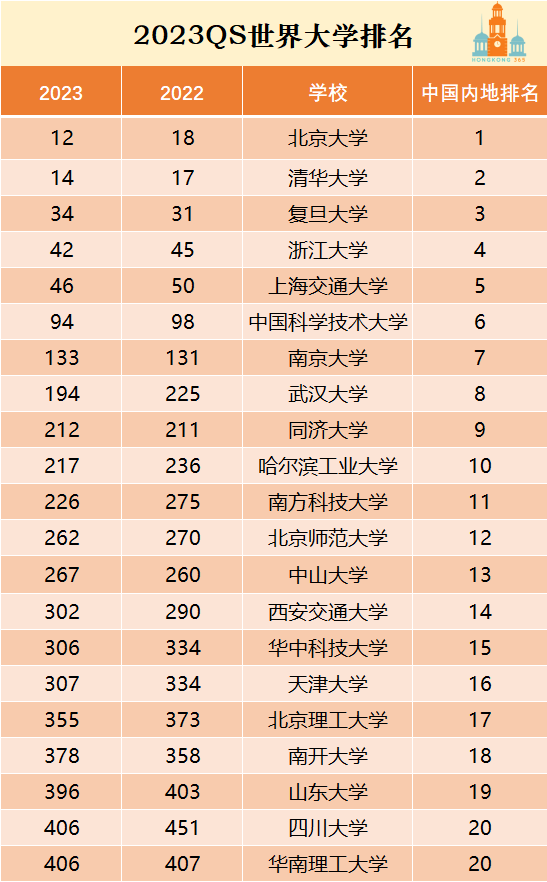 2023QS世界大学排名
HONGKONG 365
2023 2022 学校 中国内地排名
12 18 北京大学 1
14 17 清华大学 2
34 31 复旦大学 3
42 45 浙江大学 4
46 50 上海交通大学 5
94 98 中国科学技术大学 6
133 131 南京大学 7
194 225 武汉大学 8
212 211 同济大学 9
217 236 哈尔滨工业大学 10
226 275 南方科技大学 11
262 270 北京师范大学 12
267 260 中山大学 13
302 290 西安交通大学 14
306 334 华中科技大学 15
307 334 天津大学 16
355 373 北京理工大学 17
378 358 南开大学 18
396 403 山东大学 19
406 451 四川大学 20
406 407 华南理工大学 20